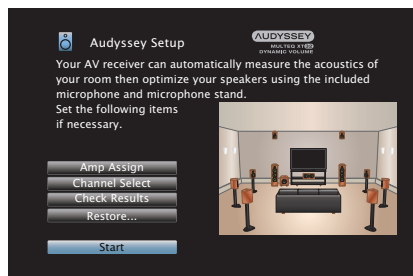 Audyssey Setup
AUDYSSEY
MULTEQ XT32
DYNAMIC VOLUME
Your AV receiver can automatically measure the acoustics of
your room then optimize your speakers using the included
microphone and microphone stand.
Set the following items
if necessary.
Amp Assign
Channel Select
Check Results
Restore...
Start